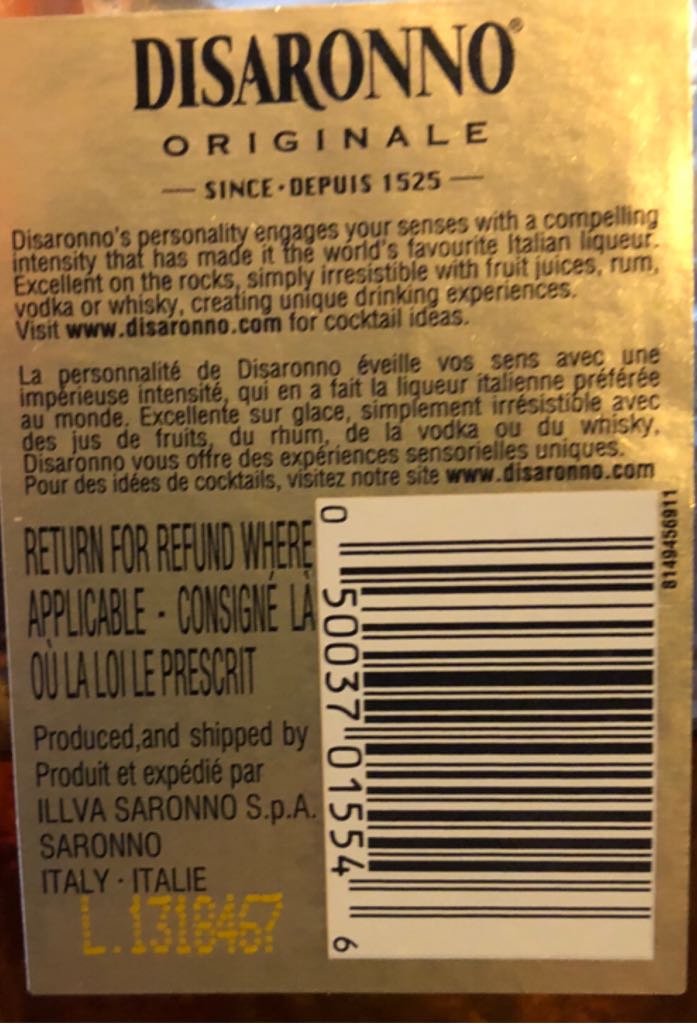 DISARONNO®
ORIGINALE
— SINCE · DEPUIS 1525 —
Disaronno's personality engages your senses with a compelling
intensity that has made it the world's favourite Italian liqueur.
Excellent on the rocks, simply irresistible with fruit juices, rum,
vodka or whisky, creating unique drinking experiences.
Visit www.disaronno.com for cocktail ideas.
La personnalité de Disaronno éveille vos sens avec une
impérieuse intensité, qui en a fait la liqueur italienne préférée
au monde. Excellente sur glace, simplement irrésistible avec
des jus de fruits, du rhum, de la vodka ou du whisky.
Disaronno vous offre des expériences sensorielles uniques.
Pour des idées de cocktails, visitez notre site www.disaronno.com
RETURN FOR REFUND WHERE
APPLICABLE - CONSIGNÉ LÀ
OÙ LA LOI LE PRESCRIT
Produced,and shipped by
Produit et expédié par
ILLVA SARONNO S.p.A.
SARONNO
ITALY · ITALIE
L.1318467
0 50037 01554 6
8149456911